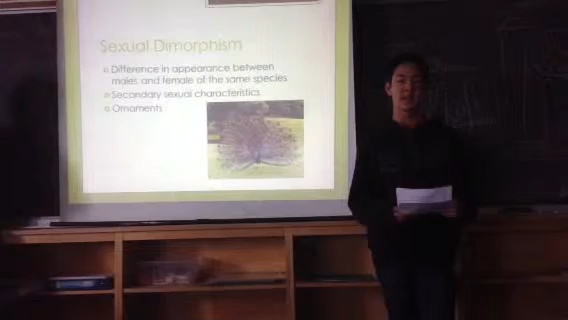 Sexual Dimorphism
Difference in appearance between
males and female of the same species
Secondary sexual characteristics
Ornaments